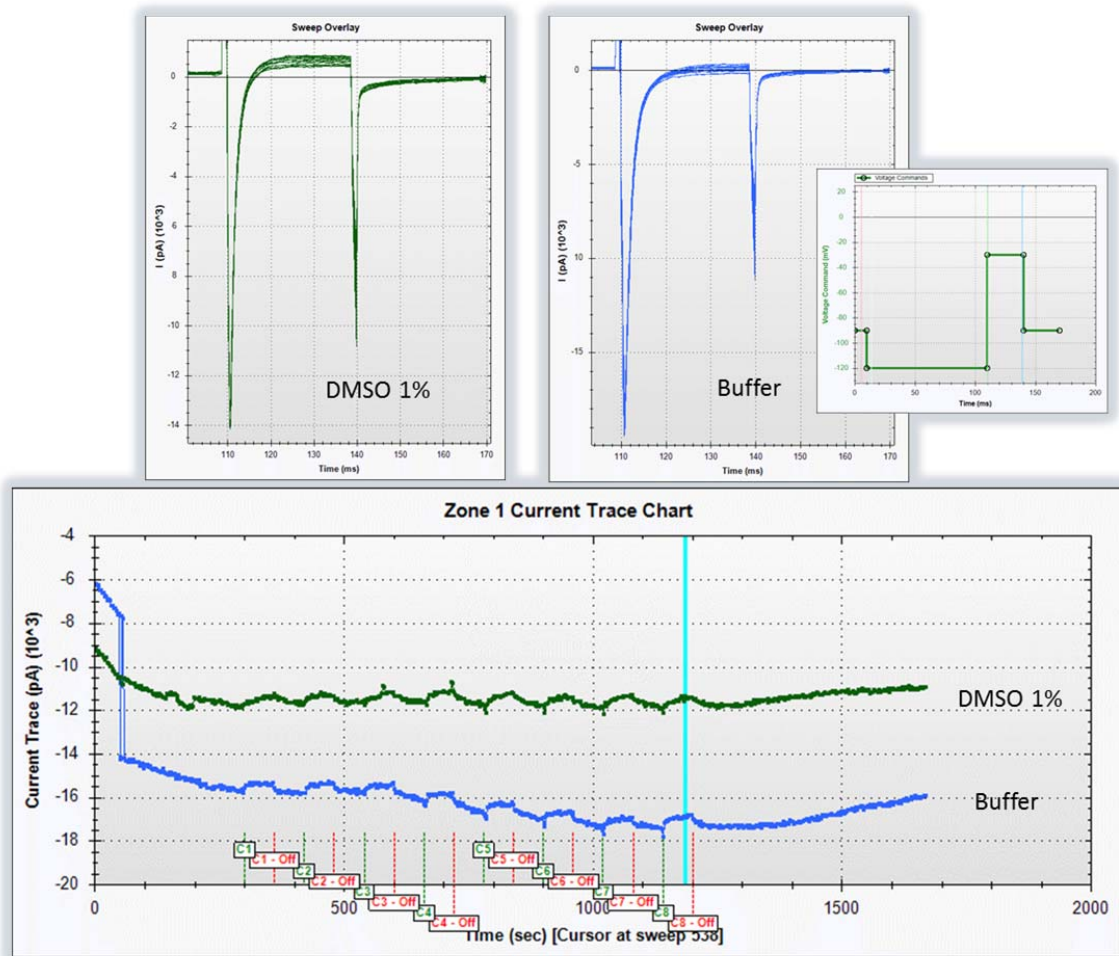 Sweep Overlay
I (pA) (10^3)
0
-2
-4
6
8
-10
-12
-14
DMSO 1%
110 120 130 140 150 160 170
Time (ms)
Sweep Overlay
I (pA) (10^3)
0
-5
10
-15
Buffer
110 120 130 140 150 160 170
Time (ms)
Voltage Commands
Voltage Command (mV)
20
0
-20
-40
-60
-80
-100
-120
0 50 100 150 200
Time (ms)
Zone 1 Current Trace Chart
Current Trace (pA) (10^3)
-4
-6
-8
-10
-12
-14
-16
-18
-20
DMSO 1%
Buffer
C1
C1 - Off
C2
C2 - Off
C3
C3 - Off
C4
C4 - Off
C5
C5 - Off
C6
C6 - Off
C7
C7 - Off
C8
C8 - Off
0 500 1000 1500 2000
Time (sec) [Cursor at sweep 538]